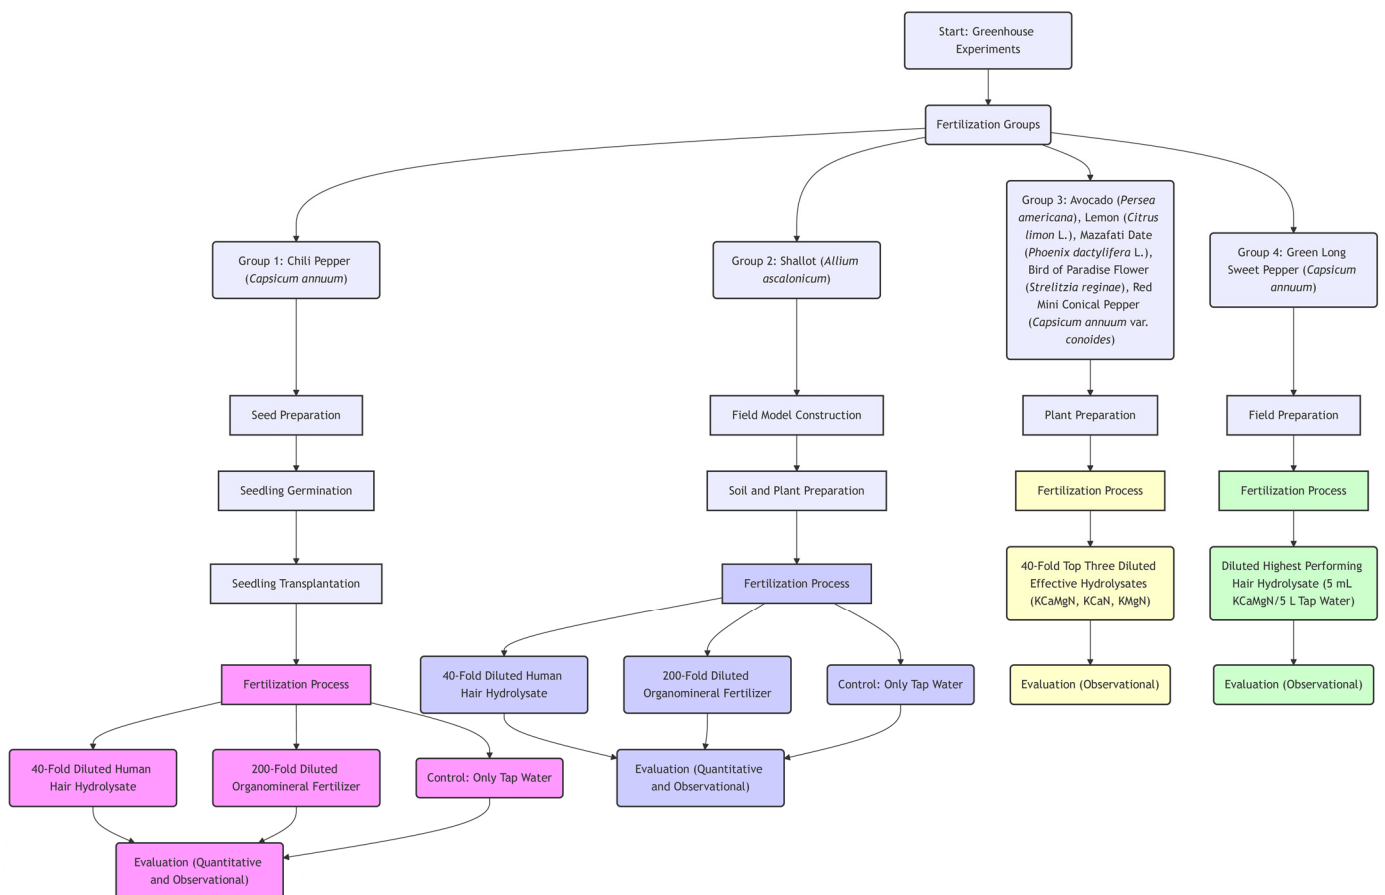 Start: Greenhouse
Experiments
Fertilization Groups
Group 1: Chili Pepper
(Capsicum annuum)
Group 2: Shallot (Allium
ascalonicum)
Group 3: Avocado (Persea
americana), Lemon (Citrus
limon L.), Mazafati Date
(Phoenix dactylifera L.),
Bird of Paradise Flower
(Strelitzia reginae), Red
Mini Conical Pepper
(Capsicum annuum var.
conoides)
Group 4: Green Long
Sweet Pepper (Capsicum
annuum)
Seed Preparation
Field Model Construction
Plant Preparation
Field Preparation
Seedling Germination
Soil and Plant Preparation
Fertilization Process
Fertilization Process
Seedling Transplantation
Fertilization Process
40-Fold Top Three Diluted
Effective Hydrolysates
(KCaMgN, KCaN, KMgN)
Diluted Highest Performing
Hair Hydrolysate (5 mL
KCaMgN/5 L Tap Water)
Fertilization Process
40-Fold Diluted Human
Hair Hydrolysate
200-Fold Diluted
Organomineral Fertilizer
Control: Only Tap Water
Evaluation (Observational)
Evaluation (Observational)
40-Fold Diluted Human
Hair Hydrolysate
200-Fold Diluted
Organomineral Fertilizer
Control: Only Tap Water
Evaluation (Quantitative
and Observational)
Evaluation (Quantitative
and Observational)